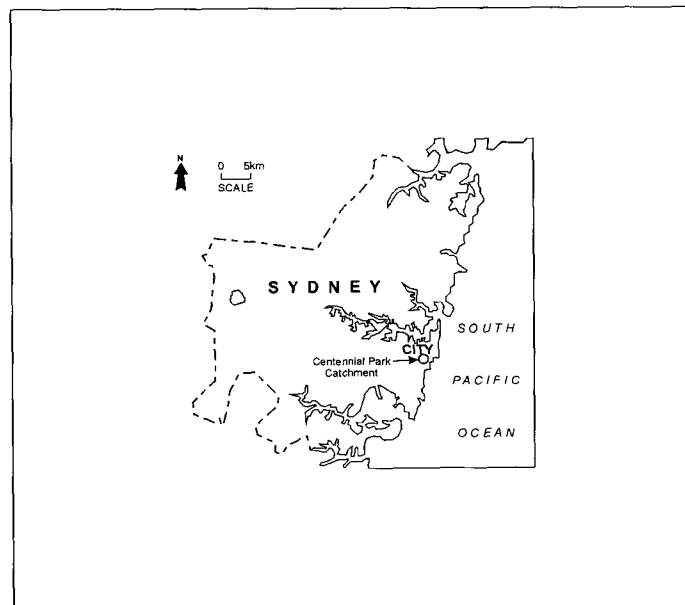 N
0 5km
SCALE
SYDNEY
SOUTH
CITY
Centennial Park
Catchment
PACIFIC
OCEAN